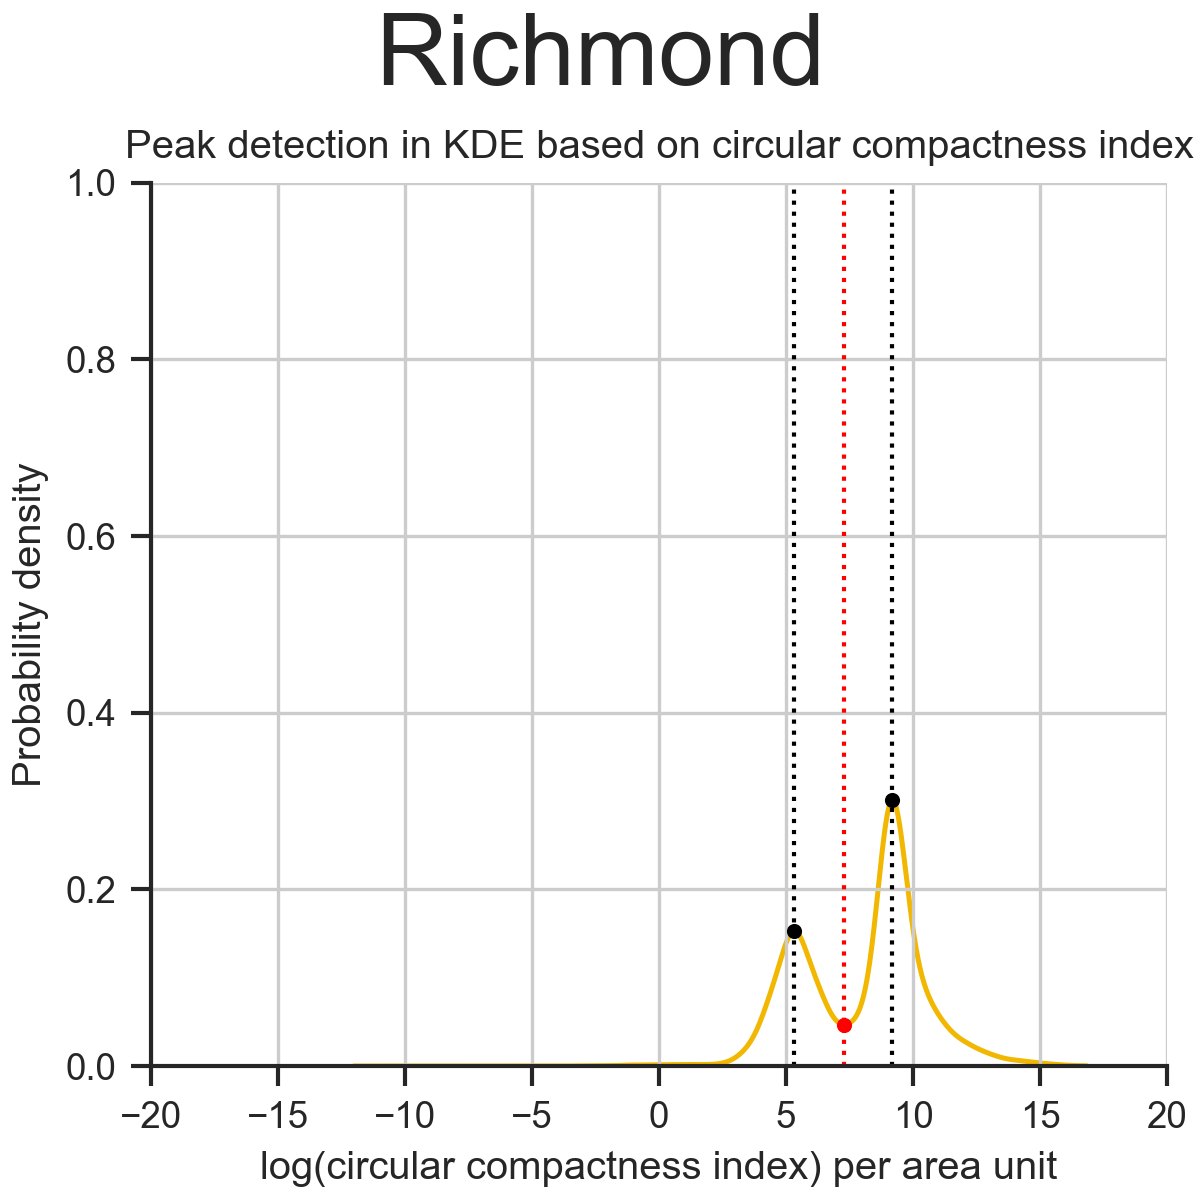 Richmond
Peak detection in KDE based on circular compactness index
1.0
0.8
0.6
0.4
0.2
0.0
Probability density
−20 −15 −10 −5 0 5 10 15 20
log(circular compactness index) per area unit